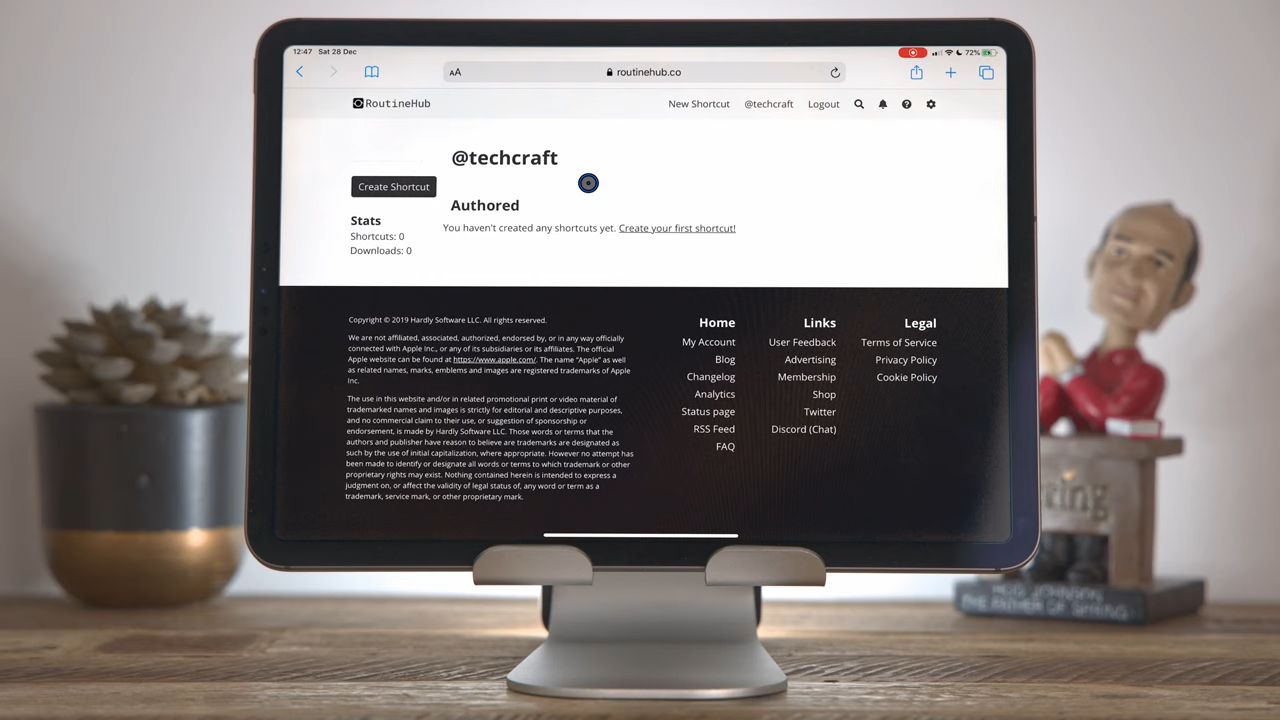 12:47 Sat 28 Dec
72%
AA
routinehub.co
RoutineHub
New Shortcut
@techcraft
Logout
@techcraft
Create Shortcut
Stats
Shortcuts: 0
Downloads: 0
Authored
You haven't created any shortcuts yet. Create your first shortcut!
Copyright © 2019 Hardly Software LLC. All rights reserved.
We are not affiliated, associated, authorized, endorsed by, or in any way officially
connected with Apple Inc., or any of its subsidiaries or its affiliates. The official
Apple website can be found at https://www.apple.com/. The name “Apple” as well
as related names, marks, emblems and images are registered trademarks of Apple
Inc.
The use in this website and/or in related promotional print or video material of
trademarked names and images is strictly for editorial and descriptive purposes,
and no commercial claim to their use, or suggestion of sponsorship or
endorsement, is made by Hardly Software LLC. Those words or terms that the
authors and publisher have reason to believe are trademarks are designated as
such by the use of initial capitalization, where appropriate. However no attempt has
been made to identify or designate all words or terms to which trademark or other
proprietary rights may exist. Nothing contained herein is intended to express a
judgment on, or affect the validity of legal status of, any word or term as a
trademark, service mark, or other proprietary mark.
Home
My Account
Blog
Changelog
Analytics
Status page
RSS Feed
FAQ
Links
User Feedback
Advertising
Membership
Shop
Twitter
Discord (Chat)
Legal
Terms of Service
Privacy Policy
Cookie Policy
JOHNSON
THE FATHER OF SPRING